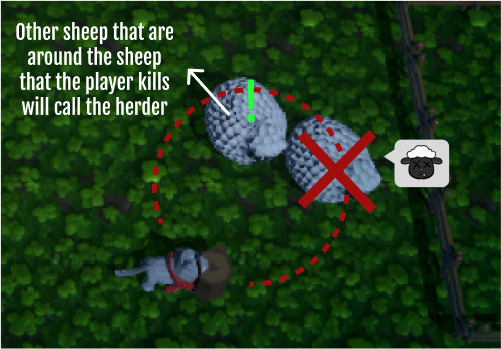 Other sheep that are
around the sheep
that the player kills
will call the herder